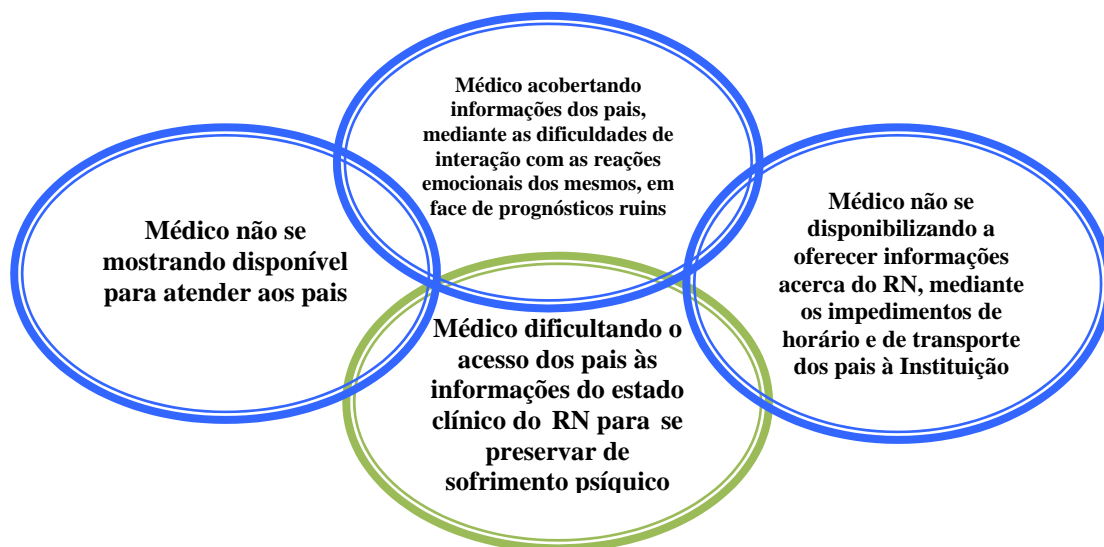 Médico acobertando
informações dos pais,
mediante as dificuldades de
interação com as reações
emocionais dos mesmos, em
face de prognósticos ruins
Médico não se
mostrando disponível
para atender aos pais
Médico não se
disponibilizando a
oferecer informações
acerca do RN, mediante
os impedimentos de
horário e de transporte
dos pais à Instituição
Médico dificultando o
acesso dos pais às
informações do estado
clínico do RN para se
preservar de
sofrimento psíquico